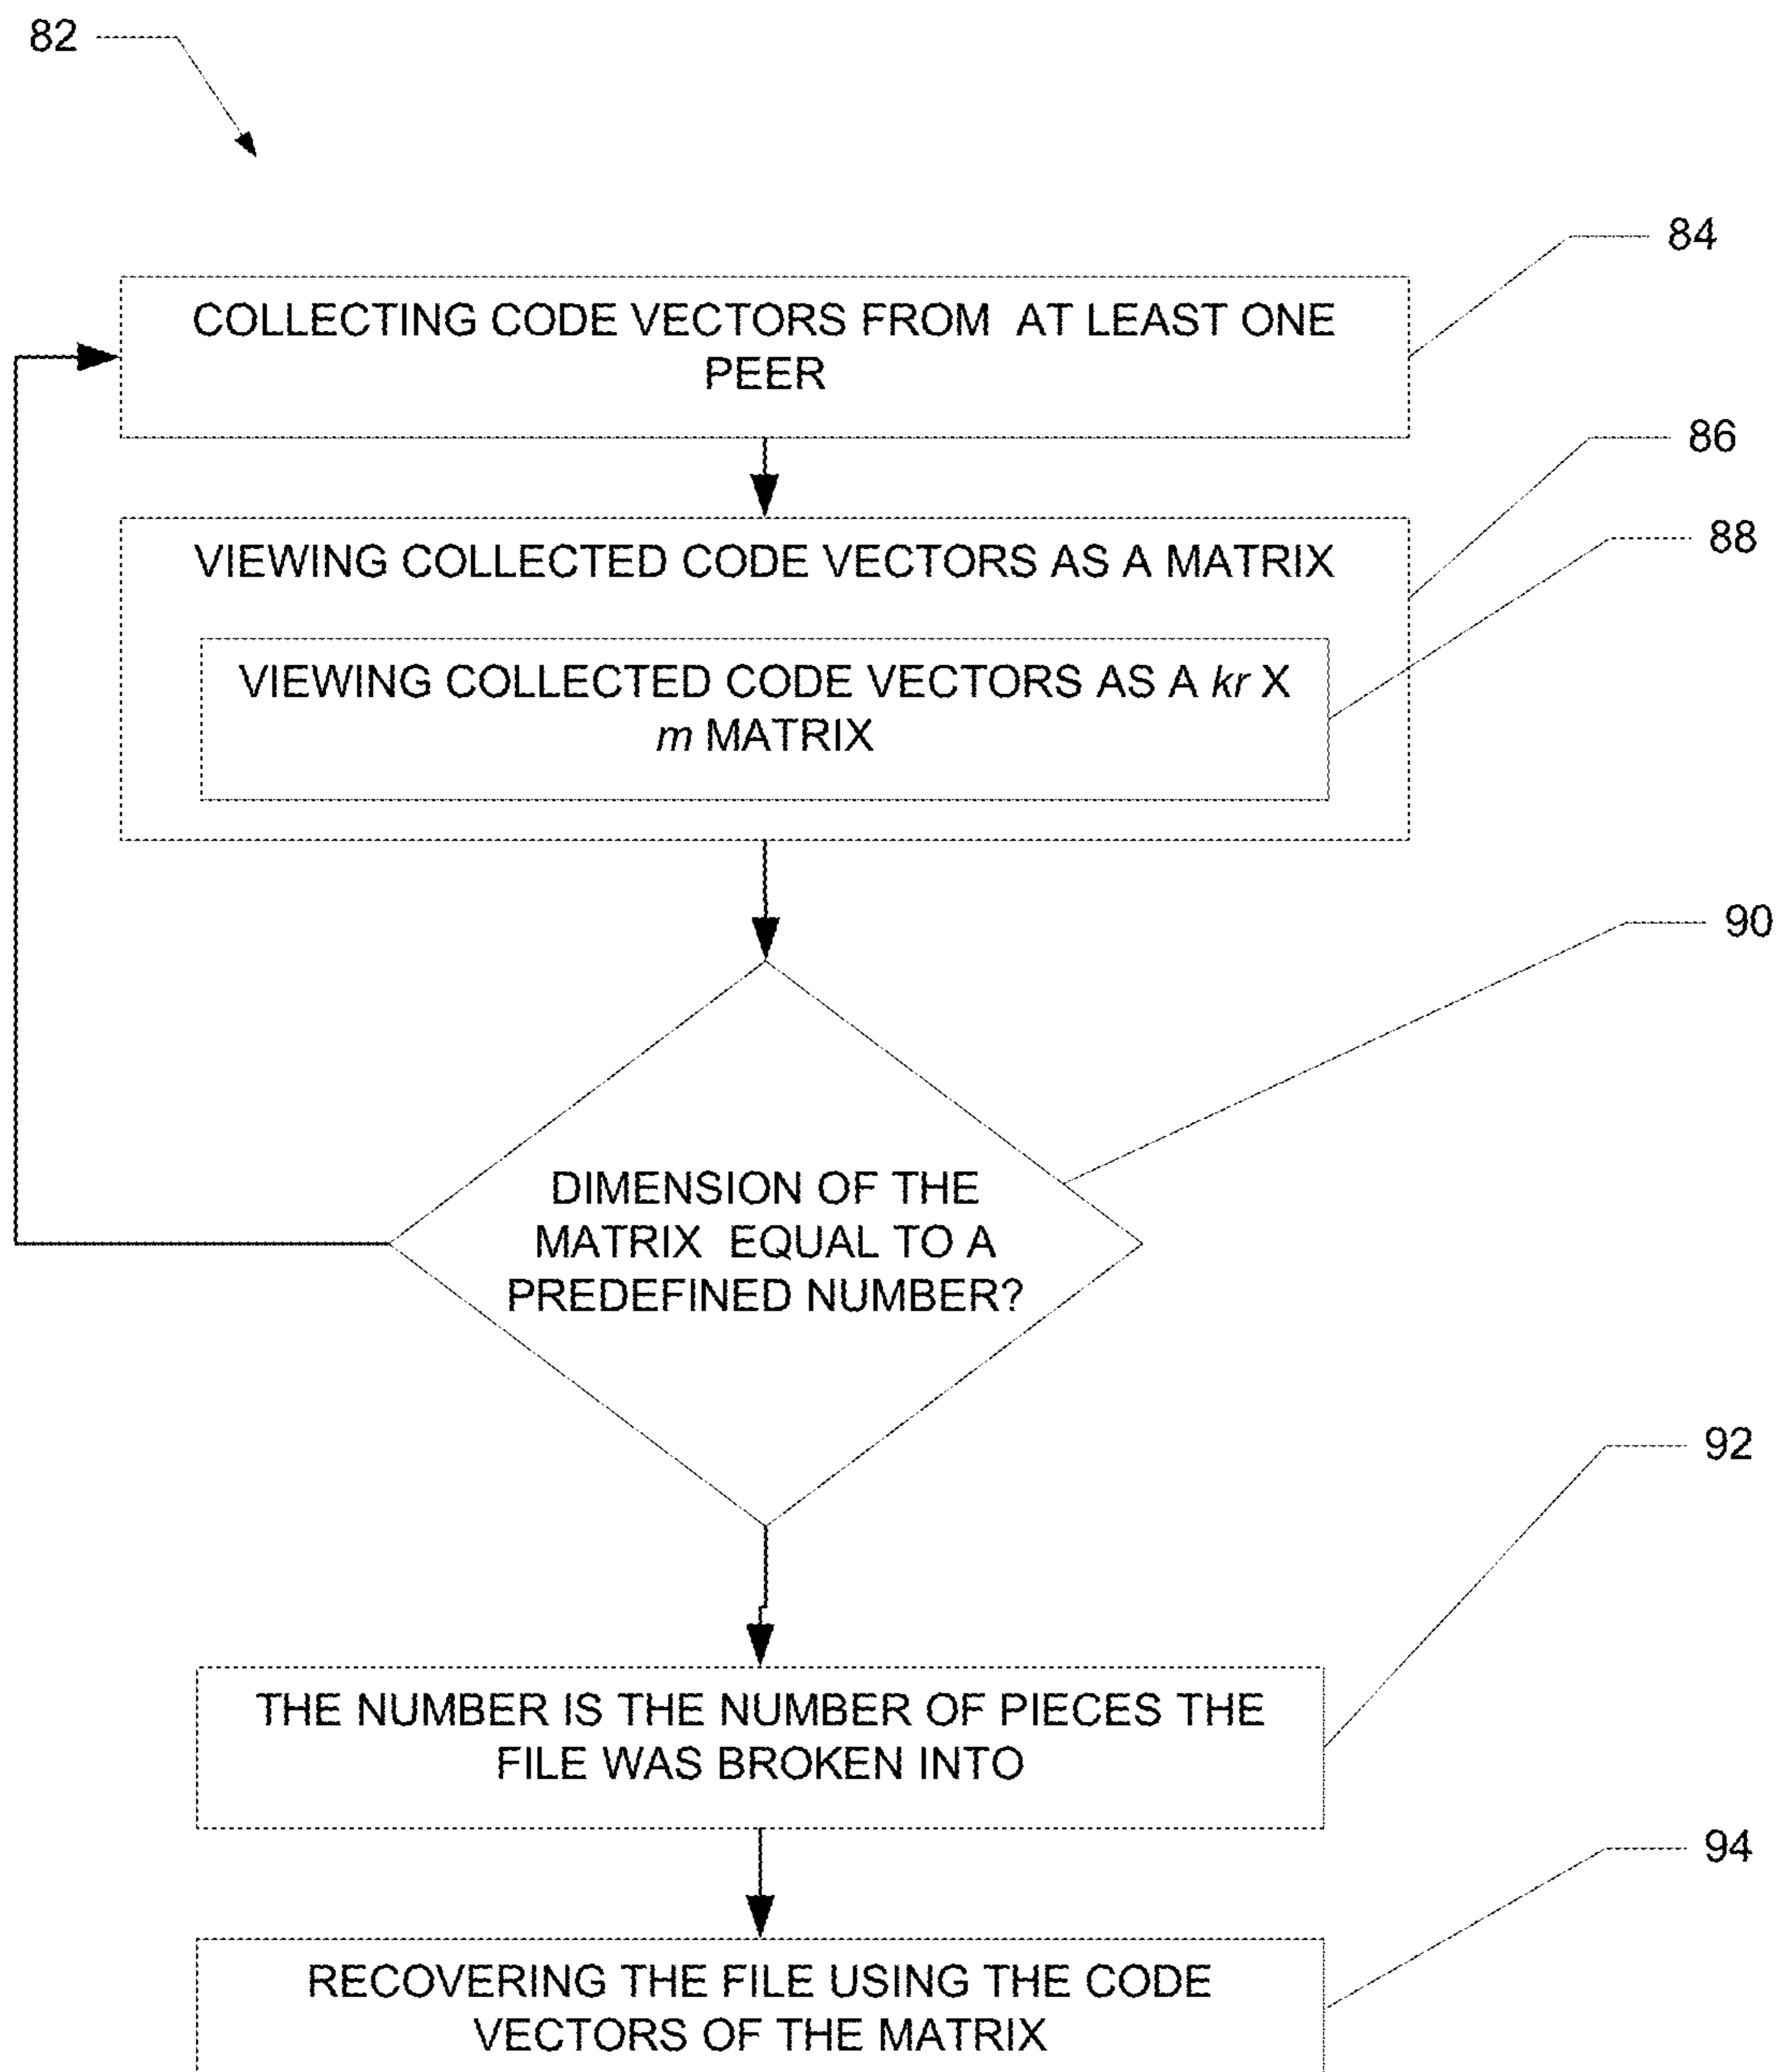 82
84
COLLECTING CODE VECTORS FROM AT LEAST ONE
PEER
86
VIEWING COLLECTED CODE VECTORS AS A MATRIX
88
VIEWING COLLECTED CODE VECTORS AS A kr X
m MATRIX
90
DIMENSION OF THE
MATRIX EQUAL TO A
PREDEFINED NUMBER?
92
THE NUMBER IS THE NUMBER OF PIECES THE
FILE WAS BROKEN INTO
94
RECOVERING THE FILE USING THE CODE
VECTORS OF THE MATRIX